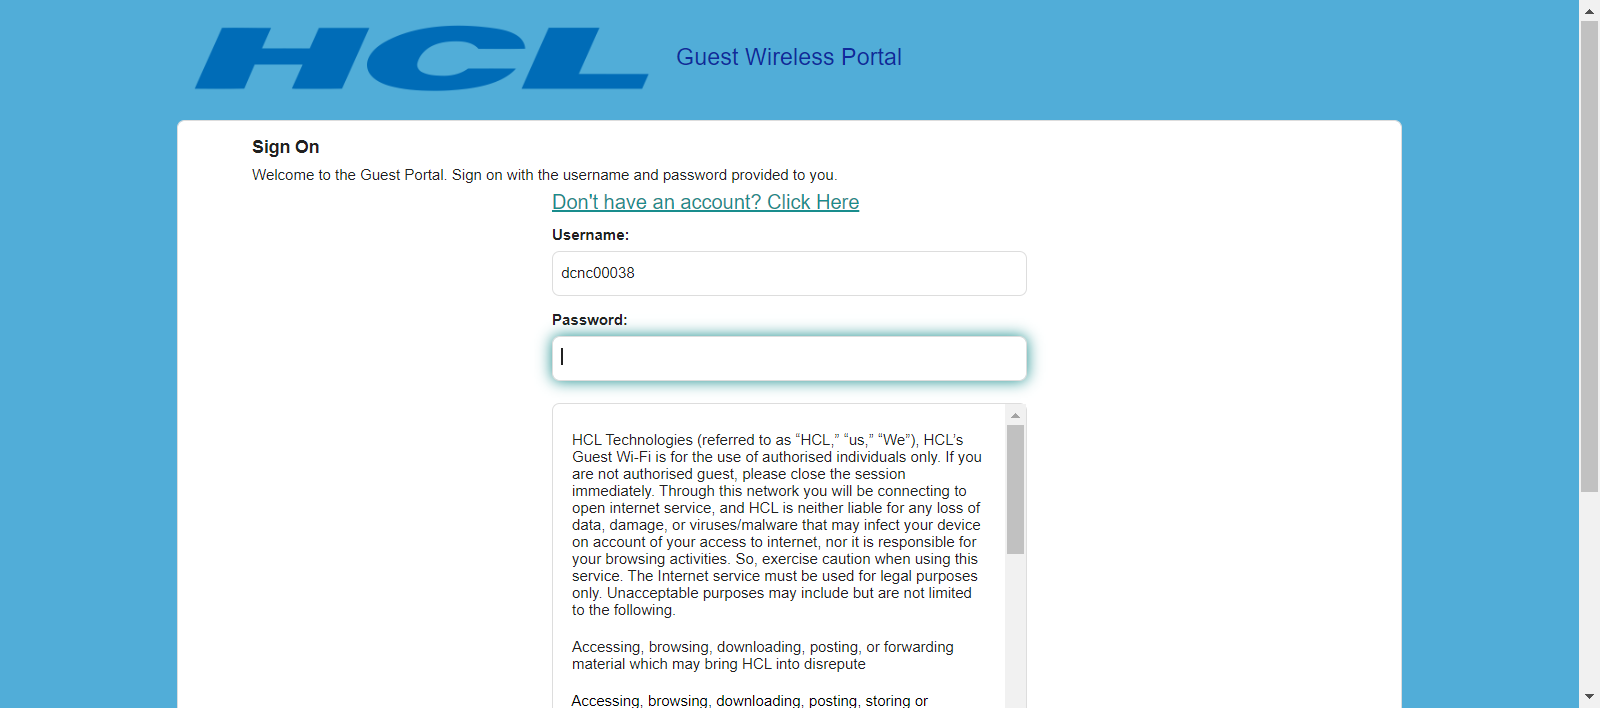 HCL
Guest Wireless Portal
Sign On
Welcome to the Guest Portal. Sign on with the username and password provided to you.
Don't have an account? Click Here
Username:
dcnc00038
Password:
HCL Technologies (referred to as “HCL,” “us,” “We”), HCL’s
Guest Wi-Fi is for the use of authorised individuals only. If you
are not authorised guest, please close the session
immediately. Through this network you will be connecting to
open internet service, and HCL is neither liable for any loss of
data, damage, or viruses/malware that may infect your device
on account of your access to internet, nor it is responsible for
your browsing activities. So, exercise caution when using this
service. The Internet service must be used for legal purposes
only. Unacceptable purposes may include but are not limited
to the following.
Accessing, browsing, downloading, posting, or forwarding
material which may bring HCL into disrepute
Accessing, browsing, downloading, posting, storing or